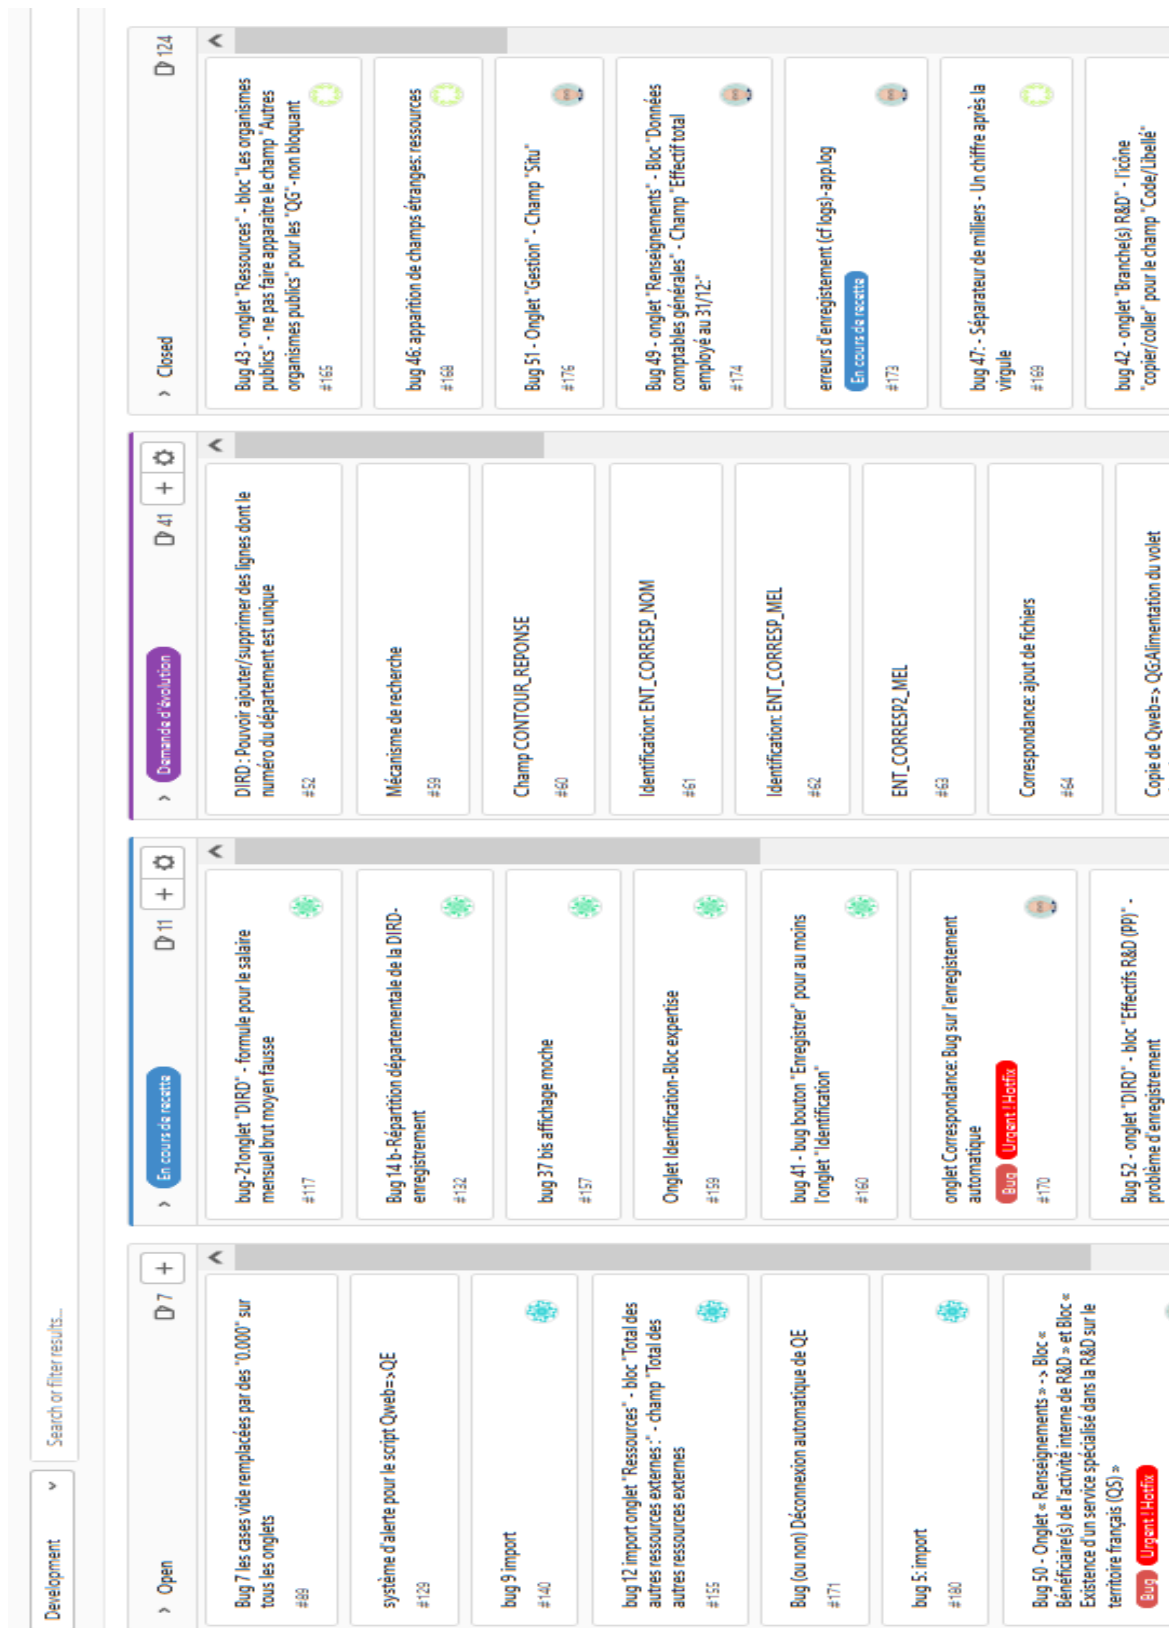 Development
Search or filter results...
Open
7
Bug 7 les cases vide remplacées par des "0.000" sur
tous les onglets
#89
système d'alerte pour le script Qweb=>QE
#129
bug 9 import
#140
bug 12 import onglet "Ressources" - bloc "Total des
autres ressources externes :" - champ "Total des
autres ressources externes
#155
Bug (ou non) Déconnexion automatique de QE
#171
bug 5: import
#180
Bug 50 - Onglet « Renseignements » -> Bloc «
Bénéficiaire(s) de l'activité interne de R&D » et Bloc «
Existence d'un service spécialisé dans la R&D sur le
territoire français (QS) »
Bug Urgent ! Hotfix
En cours de recette
11
bug-21onglet "DIRD" - formule pour le salaire
mensuel brut moyen fausse
#117
Bug 14 b-Répartition départementale de la DIRD-
enregistrement
#132
bug 37 bis affichage moche
#157
Onglet Identification-Bloc expertise
#159
bug 41 - bug bouton "Enregistrer" pour au moins
l'onglet "Identification"
#160
onglet Correspondance: Bug sur l'enregistement
automatique
Bug Urgent ! Hotfix
#170
Bug 52 - onglet "DIRD" - bloc "Effectifs R&D (PP)" -
problème d'enregistrement
Demande d'évolution
41
DIRD : Pouvoir ajouter/supprimer des lignes dont le
numéro du département est unique
#52
Mécanisme de recherche
#59
Champ CONTOUR_REPONSE
#60
Identification: ENT_CORRESP_NOM
#61
Identification: ENT_CORRESP_MEL
#62
ENT_CORRESP2_MEL
#63
Correspondance: ajout de fichiers
#64
Copie de Qweb=> QG:Alimentation du volet
Closed
124
Bug 43 - onglet "Ressources" - bloc "Les organismes
publics" - ne pas faire apparaitre le champ "Autres
organismes publics" pour les "QG"-non bloquant
#165
bug 46: apparition de champs étranges: ressources
#168
Bug 51 - Onglet "Gestion" - Champ "Situ"
#176
Bug 49 - onglet "Renseignements" - Bloc "Données
comptables générales" - Champ "Effectif total
employé au 31/12:"
#174
erreurs d'enregistement (cf logs)-app.log
En cours de recette
#173
bug 47: - Séparateur de milliers - Un chiffre après la
virgule
#169
bug 42 - onglet "Branche(s) R&D" - l'icône
"copier/coller" pour le champ "Code/Libellé"